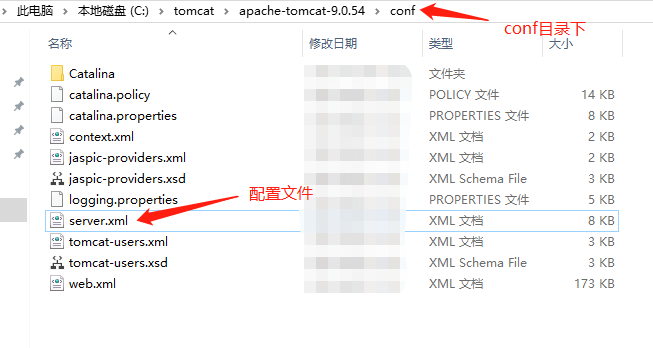 此电脑 > 本地磁盘 (C:) > tomcat > apache-tomcat-9.0.54 > conf
conf目录下
名称 修改日期 类型 大小
Catalina 文件夹
catalina.policy POLICY 文件 14 KB
catalina.properties PROPERTIES 文件 8 KB
context.xml XML 文档 2 KB
jaspic-providers.xml XML 文档 2 KB
jaspic-providers.xsd XML Schema File 3 KB
配置文件
logging.properties PROPERTIES 文件 5 KB
server.xml XML 文档 8 KB
tomcat-users.xml XML 文档 3 KB
tomcat-users.xsd XML Schema File 3 KB
web.xml XML 文档 173 KB